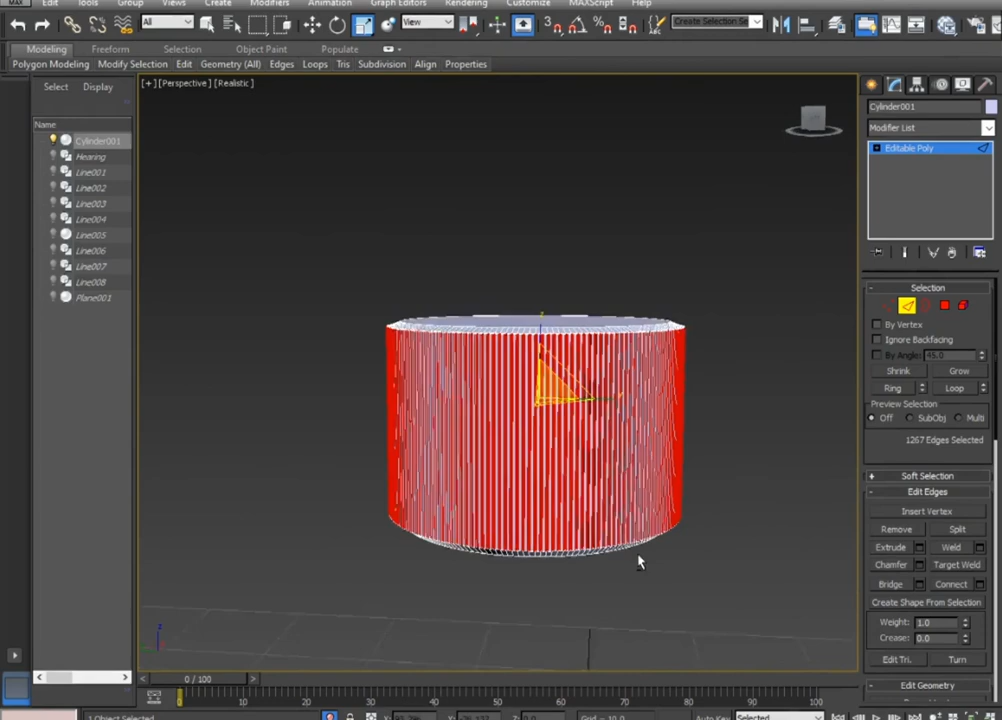 MAX Edit Tools Group Views Create Modifiers Animation Graph Editors Rendering Customize MAXScript Help
All View Create Selection Se
Modeling Freeform Selection Object Paint Populate
Polygon Modeling Modify Selection Edit Geometry (All) Edges Loops Tris Subdivision Align Properties
Select Display
Name
Cylinder001
Hearing
Line001
Line002
Line003
Line004
Line005
Line006
Line007
Line008
Plane001
[+] [Perspective] [Realistic]
z
z
Cylinder001
Modifier List
Editable Poly
- Selection
By Vertex
Ignore Backfacing
By Angle: 45.0
Shrink Grow
Ring Loop
Preview Selection
Off SubObj Multi
1267 Edges Selected
+ Soft Selection
- Edit Edges
Insert Vertex
Remove Split
Extrude Weld
Chamfer Target Weld
Bridge Connect
Create Shape From Selection
Weight: 1.0
Crease: 0.0
Edit Tri. Turn
- Edit Geometry
0 / 100
0 10 20 30 40 50 60 70 80 90 100
1 Object Selected Grid = 10.0 Auto Key Selected